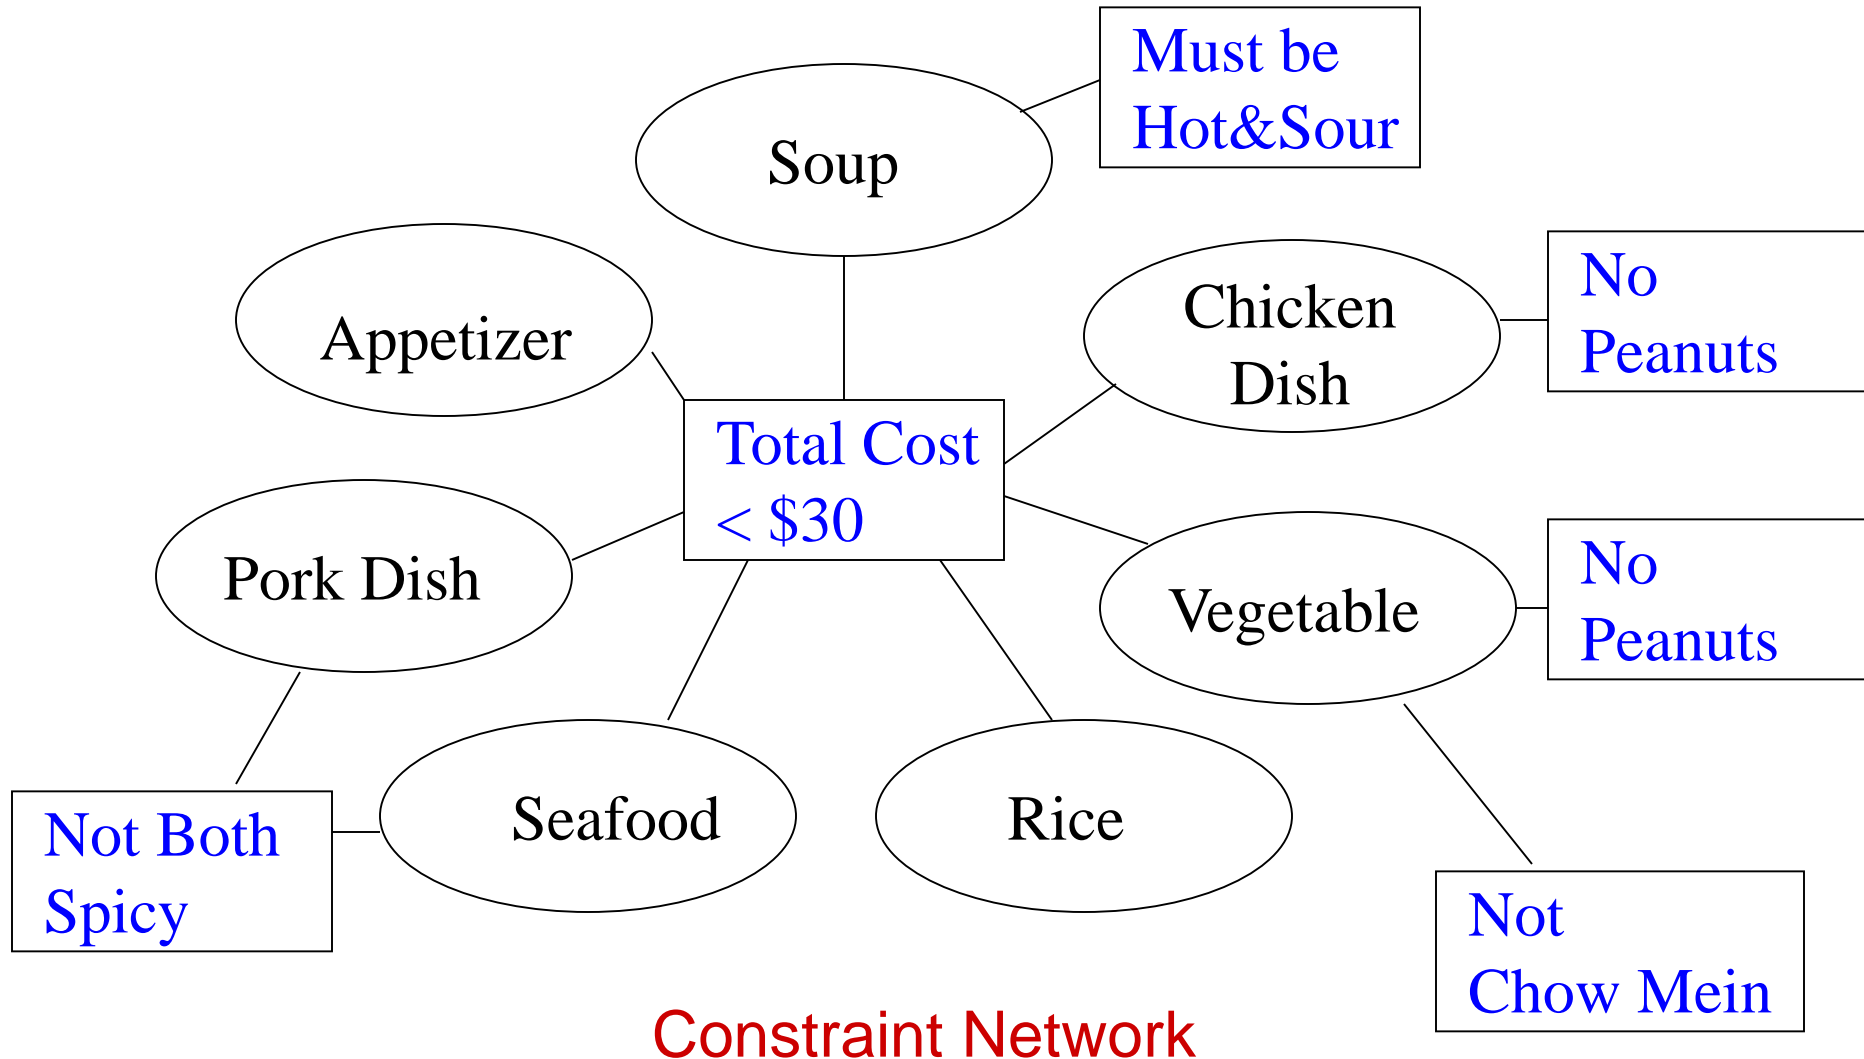 Must be
Hot&Sour
Soup
No
Peanuts
Chicken
Dish
Appetizer
Total Cost
< $30
No
Peanuts
Pork Dish
Vegetable
Not Both
Spicy
Seafood
Rice
Not
Chow Mein
Constraint Network